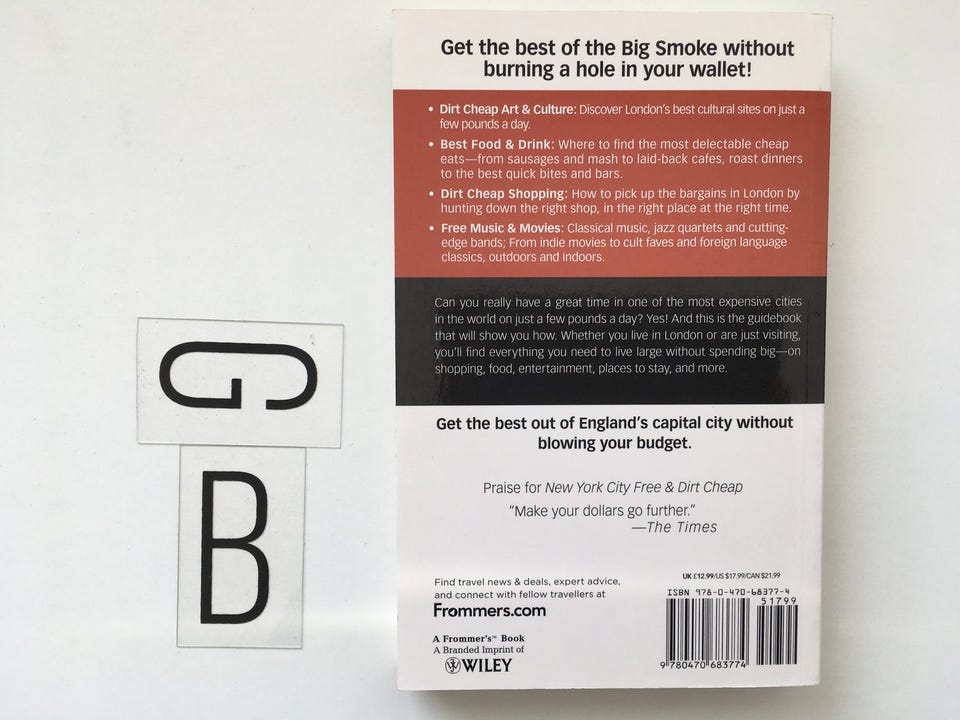 G
B
Get the best of the Big Smoke without
burning a hole in your wallet!
• Dirt Cheap Art & Culture: Discover London's best cultural sites on just a
few pounds a day.
• Best Food & Drink: Where to find the most delectable cheap
eats—from sausages and mash to laid-back cafes, roast dinners
to the best quick bites and bars.
• Dirt Cheap Shopping: How to pick up the bargains in London by
hunting down the right shop, in the right place at the right time.
• Free Music & Movies: Classical music, jazz quartets and cutting-
edge bands; From indie movies to cult faves and foreign language
classics, outdoors and indoors.
Can you really have a great time in one of the most expensive cities
in the world on just a few pounds a day? Yes! And this is the guidebook
that will show you how. Whether you live in London or are just visiting,
you'll find everything you need to live large without spending big—on
shopping, food, entertainment, places to stay, and more.
Get the best out of England's capital city without
blowing your budget.
Praise for New York City Free & Dirt Cheap
“Make your dollars go further.”
—The Times
Find travel news & deals, expert advice,
and connect with fellow travellers at
Frommers.com
A Frommer's™ Book
A Branded Imprint of
WILEY
UK £12.99/US $17.99/CAN $21.99
ISBN 978-0-470-68377-4
51799
9 780470 683774